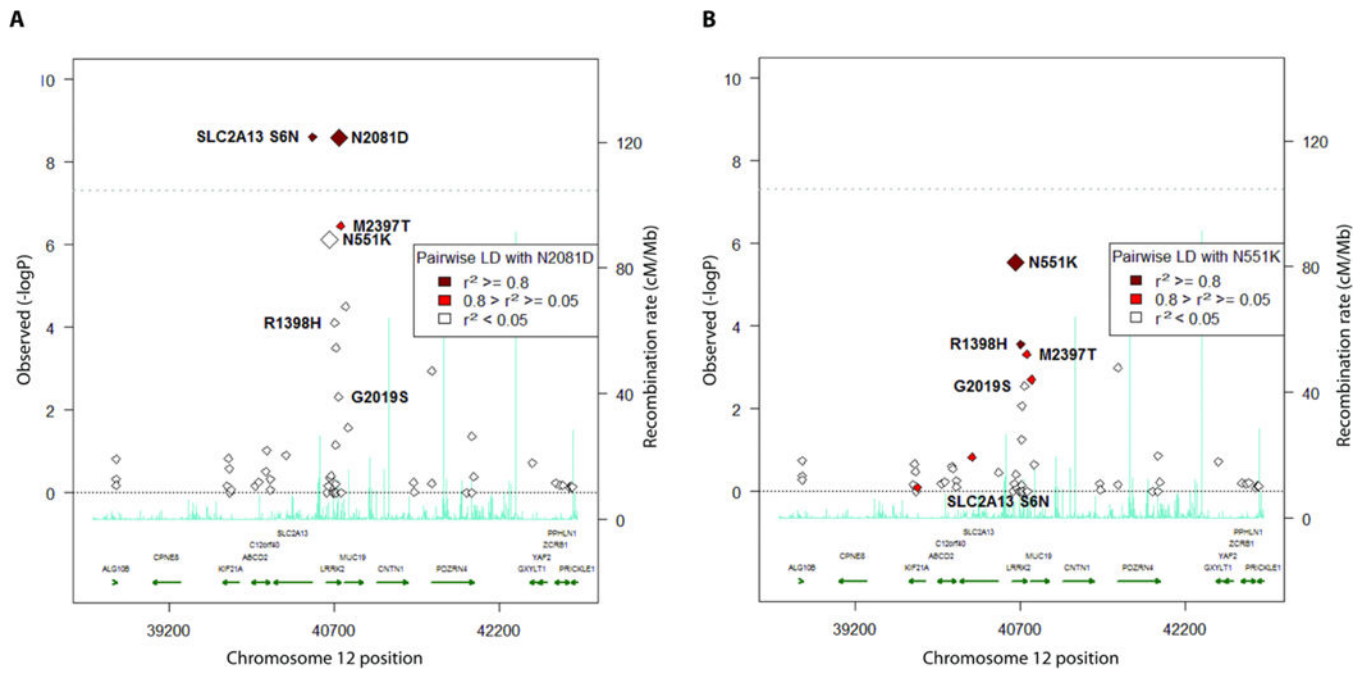 A
B
10
8
6
4
2
0
Observed (-logP)
120
80
40
0
Recombination rate (cM/Mb)
SLC2A13 S6N
N2081D
M2397T
N551K
R1398H
G2019S
Pairwise LD with N2081D
r² >= 0.8
0.8 > r² >= 0.05
r² < 0.05
SLC2A13
PPHLN1
C12orf40
ZCRB1
CPNE8
ABCD2
MUC19
YAF2
ALG10B
KIF21A
LRRK2
CNTN1
PDZRN4
GXYLT1
PRICKLE1
39200
40700
42200
Chromosome 12 position
10
8
6
4
2
0
Observed (-logP)
120
80
40
0
Recombination rate (cM/Mb)
N551K
R1398H
M2397T
G2019S
SLC2A13 S6N
Pairwise LD with N551K
r² >= 0.8
0.8 > r² >= 0.05
r² < 0.05
SLC2A13
PPHLN1
C12orf40
ZCRB1
CPNE8
ABCD2
MUC19
YAF2
ALG10B
KIF21A
LRRK2
CNTN1
PDZRN4
GXYLT1
PRICKLE1
39200
40700
42200
Chromosome 12 position